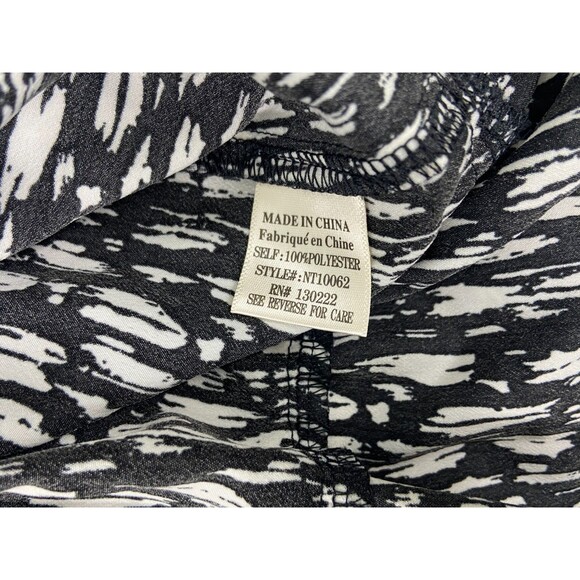 MADE IN CHINA
Fabriqué en Chine
SELF:100%POLYESTER
STYLE#:NT10062
RN# 130222
SEE REVERSE FOR CARE